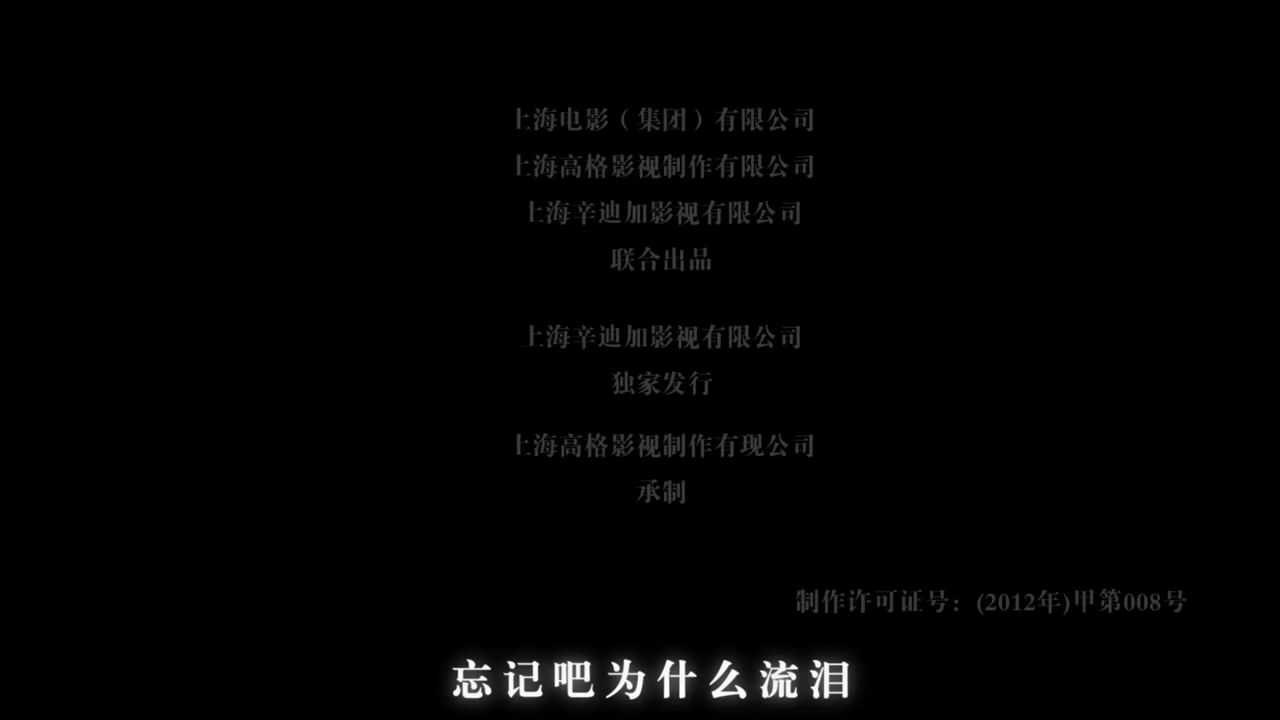 上海电影（集团）有限公司
上海高格影视制作有限公司
上海辛迪加影视有限公司
联合出品
上海辛迪加影视有限公司
独家发行
上海高格影视制作有现公司
承制
制作许可证号：(2012年)甲第008号
忘记吧为什么流泪